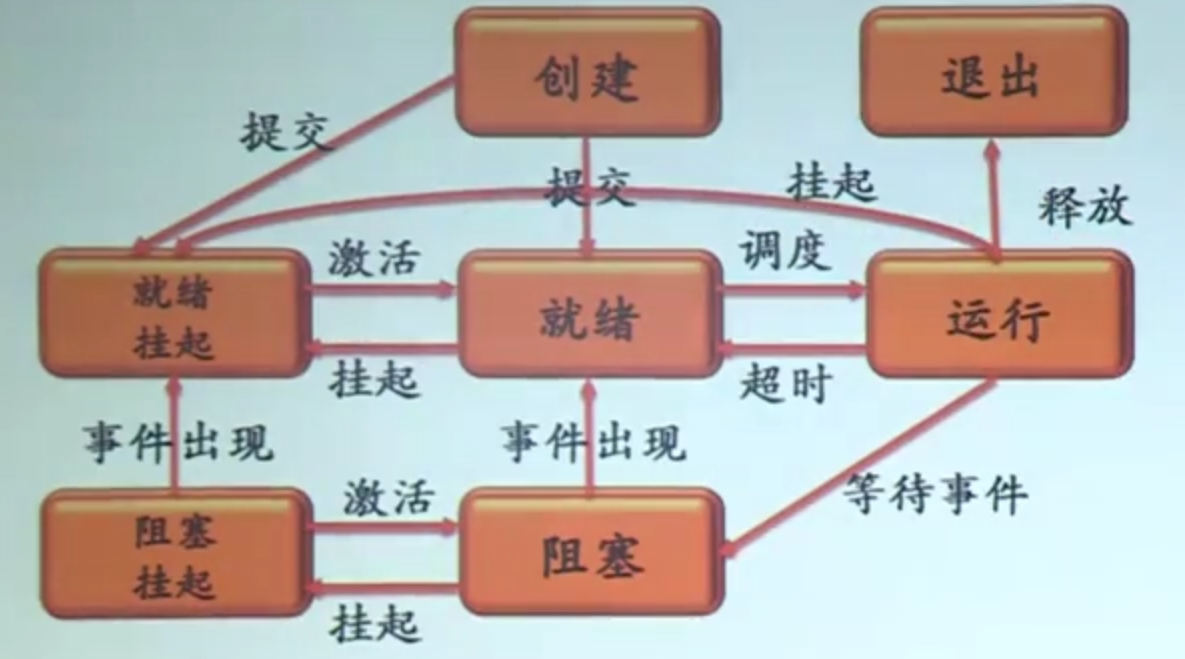 创建
退出
提交
提交
挂起
释放
激活
调度
就绪
挂起
就绪
运行
挂起
超时
事件出现
事件出现
激活
等待事件
阻塞
挂起
阻塞
挂起